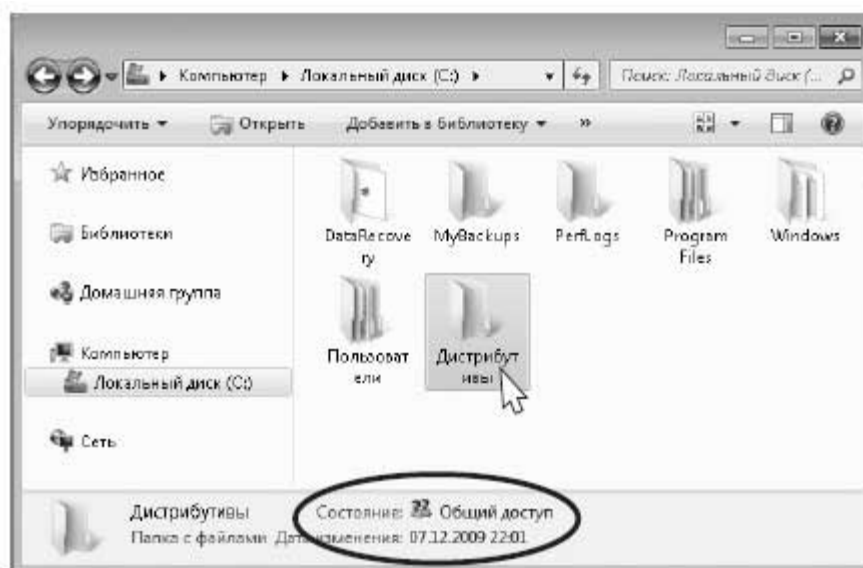 Компьютер ▸ Локальный диск (C:) ▸
Поиск: Локальный диск (...
Упорядочить ▾ Открыть Добавить в библиотеку ▾ »
Избранное
Библиотеки
Домашняя группа
Компьютер
Локальный диск (C:)
Сеть
DataRecove
ry
MyBackups
PerfLogs
Program
Files
Windows
Пользоват
ели
Дистрибут
ивы
Дистрибутивы Состояние: Общий доступ
Папка с файлами Дата изменения: 07.12.2009 22:01